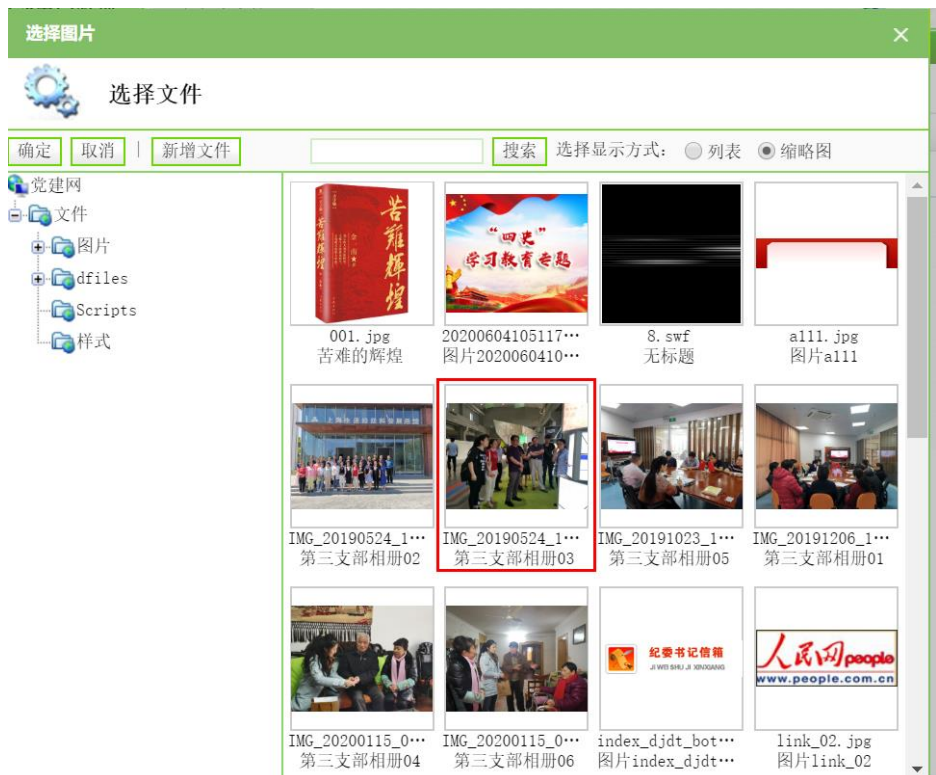 选择图片
选择文件
确定 取消 | 新增文件 搜索 选择显示方式: 列表 缩略图
党建网
文件
图片
dfiles
Scripts
样式
苦難輝煌
“四史”
学习教育专题
001.jpg 20200604105117… 8.swf a111.jpg
苦难的辉煌 图片2020060410… 无标题 图片a111
IMG_20190524_1… IMG_20190524_1… IMG_20191023_1… IMG_20191206_1…
第三支部相册02 第三支部相册03 第三支部相册05 第三支部相册01
纪委书记信箱
JI WEI SHU JI XINXIANG
人民网 people
www.people.com.cn
IMG_20200115_0… IMG_20200115_0… index_djdt_bot… link_02.jpg
第三支部相册04 第三支部相册06 图片index_djdt… 图片link_02